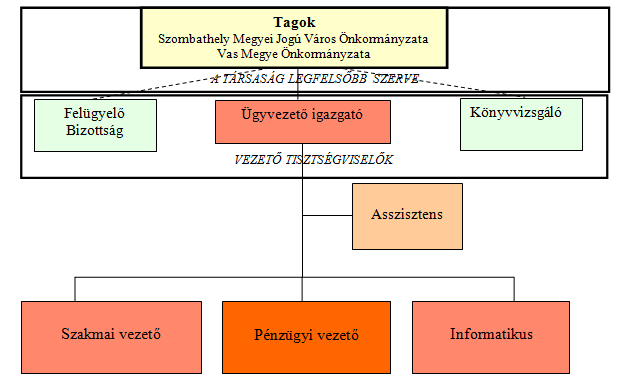 Tagok
Szombathely Megyei Jogú Város Önkormányzata
Vas Megye Önkormányzata
A TÁRSASÁG LEGFELSŐBB SZERVE
Felügyelő
Bizottság
Ügyvezető igazgató
Könyvvizsgáló
VEZETŐ TISZTSÉGVISELŐK
Asszisztens
Szakmai vezető
Pénzügyi vezető
Informatikus